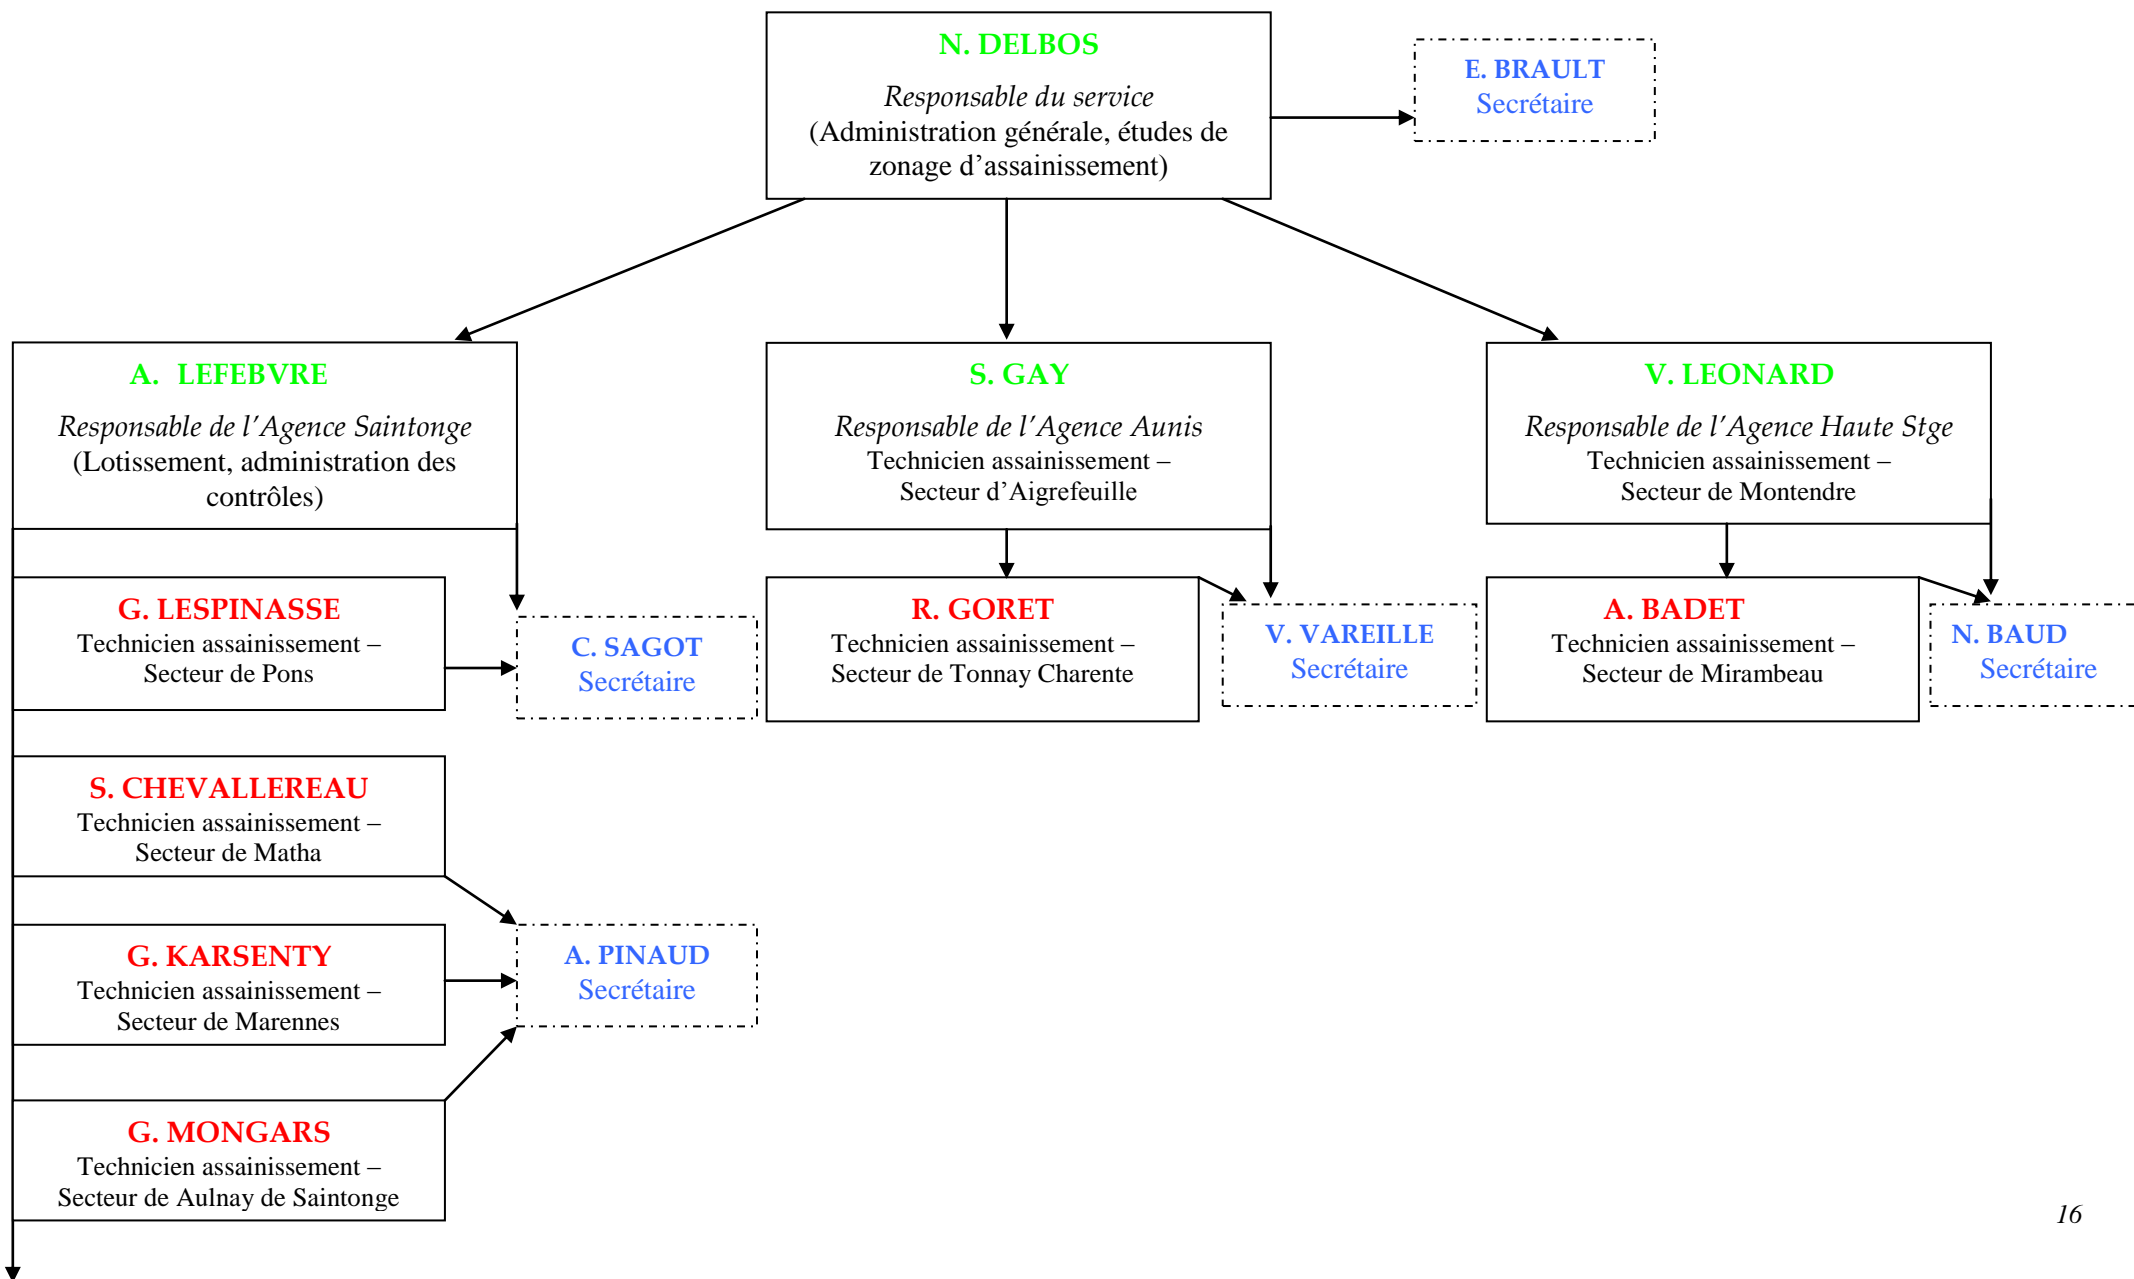 N. DELBOS
Responsable du service
(Administration générale, études de
zonage d'assainissement)
E. BRAULT
Secrétaire
A. LEFEBVRE
Responsable de l'Agence Saintonge
(Lotissement, administration des
contrôles)
S. GAY
Responsable de l'Agence Aunis
Technicien assainissement –
Secteur d'Aigrefeuille
V. LEONARD
Responsable de l'Agence Haute Stge
Technicien assainissement –
Secteur de Montendre
G. LESPINASSE
Technicien assainissement –
Secteur de Pons
C. SAGOT
Secrétaire
R. GORET
Technicien assainissement –
Secteur de Tonnay Charente
V. VAREILLE
Secrétaire
A. BADET
Technicien assainissement –
Secteur de Mirambeau
N. BAUD
Secrétaire
S. CHEVALLEREAU
Technicien assainissement –
Secteur de Matha
G. KARSENTY
Technicien assainissement –
Secteur de Marennes
A. PINAUD
Secrétaire
G. MONGARS
Technicien assainissement –
Secteur de Aulnay de Saintonge
16